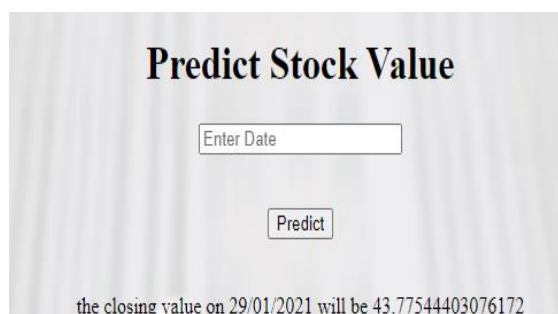 Predict Stock Value
Enter Date
Predict
the closing value on 29/01/2021 will be 43.77544403076172